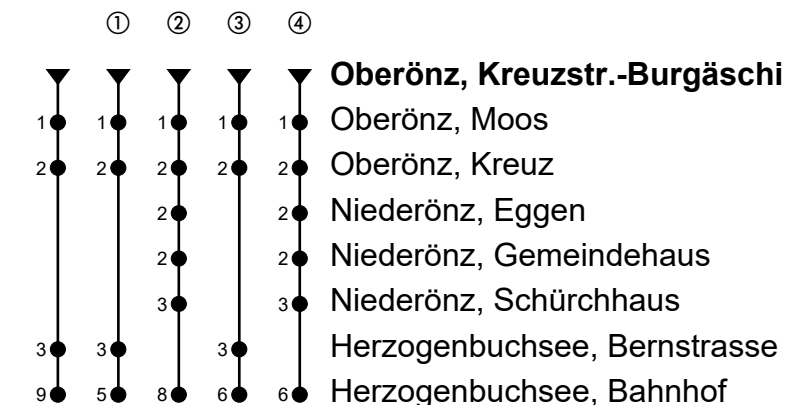 ① ② ③ ④
Oberönz, Kreuzstr.-Burgäschi
1 1 1 1 1 Oberönz, Moos
2 2 2 2 2 Oberönz, Kreuz
2 2 Niederönz, Eggen
2 2 Niederönz, Gemeindehaus
3 3 Niederönz, Schürchhaus
3 3 3 Herzogenbuchsee, Bernstrasse
9 5 8 6 6 Herzogenbuchsee, Bahnhof